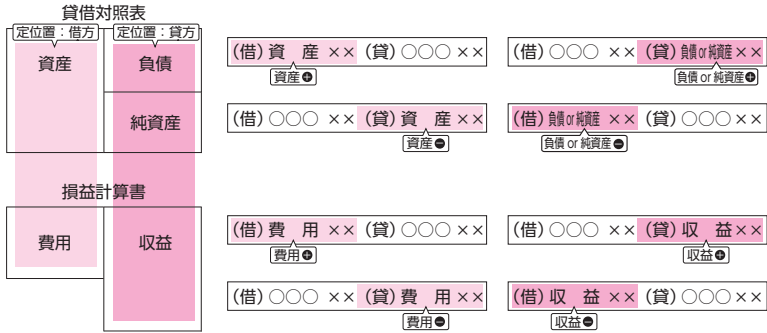 貸借対照表
定位置：借方 定位置：貸方
資産 負債
純資産
損益計算書
費用 収益
(借) 資 産 ×× (貸) ○○○ ××
資産⊕
(借) ○○○ ×× (貸) 負債or純資産 ××
負債 or 純資産⊕
(借) ○○○ ×× (貸) 資 産 ××
資産⊖
(借) 負債or純資産 ×× (貸) ○○○ ××
負債 or 純資産⊖
(借) 費 用 ×× (貸) ○○○ ××
費用⊕
(借) ○○○ ×× (貸) 収 益 ××
収益⊕
(借) ○○○ ×× (貸) 費 用 ××
費用⊖
(借) 収 益 ×× (貸) ○○○ ××
収益⊖